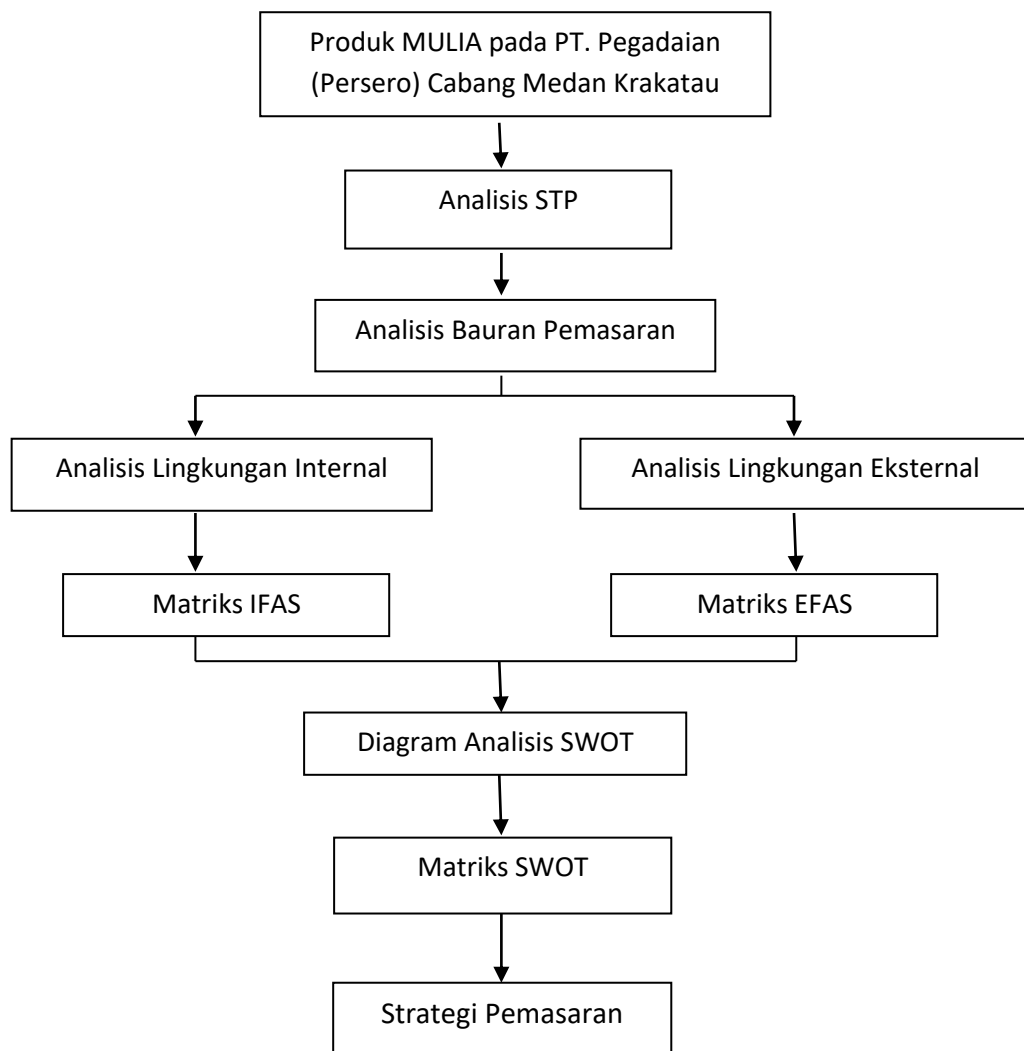 Produk MULIA pada PT. Pegadaian
(Persero) Cabang Medan Krakatau
Analisis STP
Analisis Bauran Pemasaran
Analisis Lingkungan Internal
Analisis Lingkungan Eksternal
Matriks IFAS
Matriks EFAS
Diagram Analisis SWOT
Matriks SWOT
Strategi Pemasaran